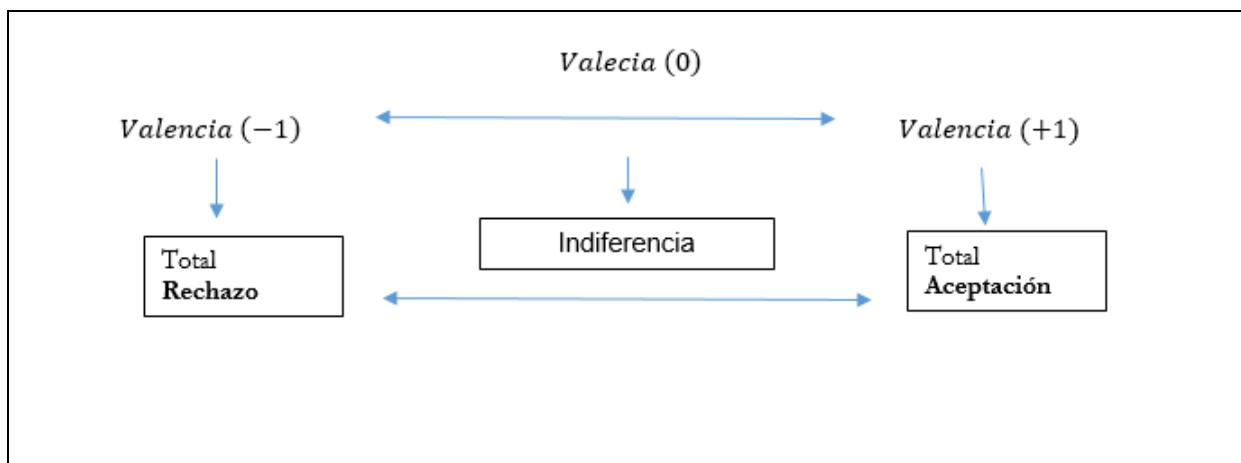 Valecia (0)
Valencia (−1)
Valencia (+1)
Total
Rechazo
Indiferencia
Total
Aceptación